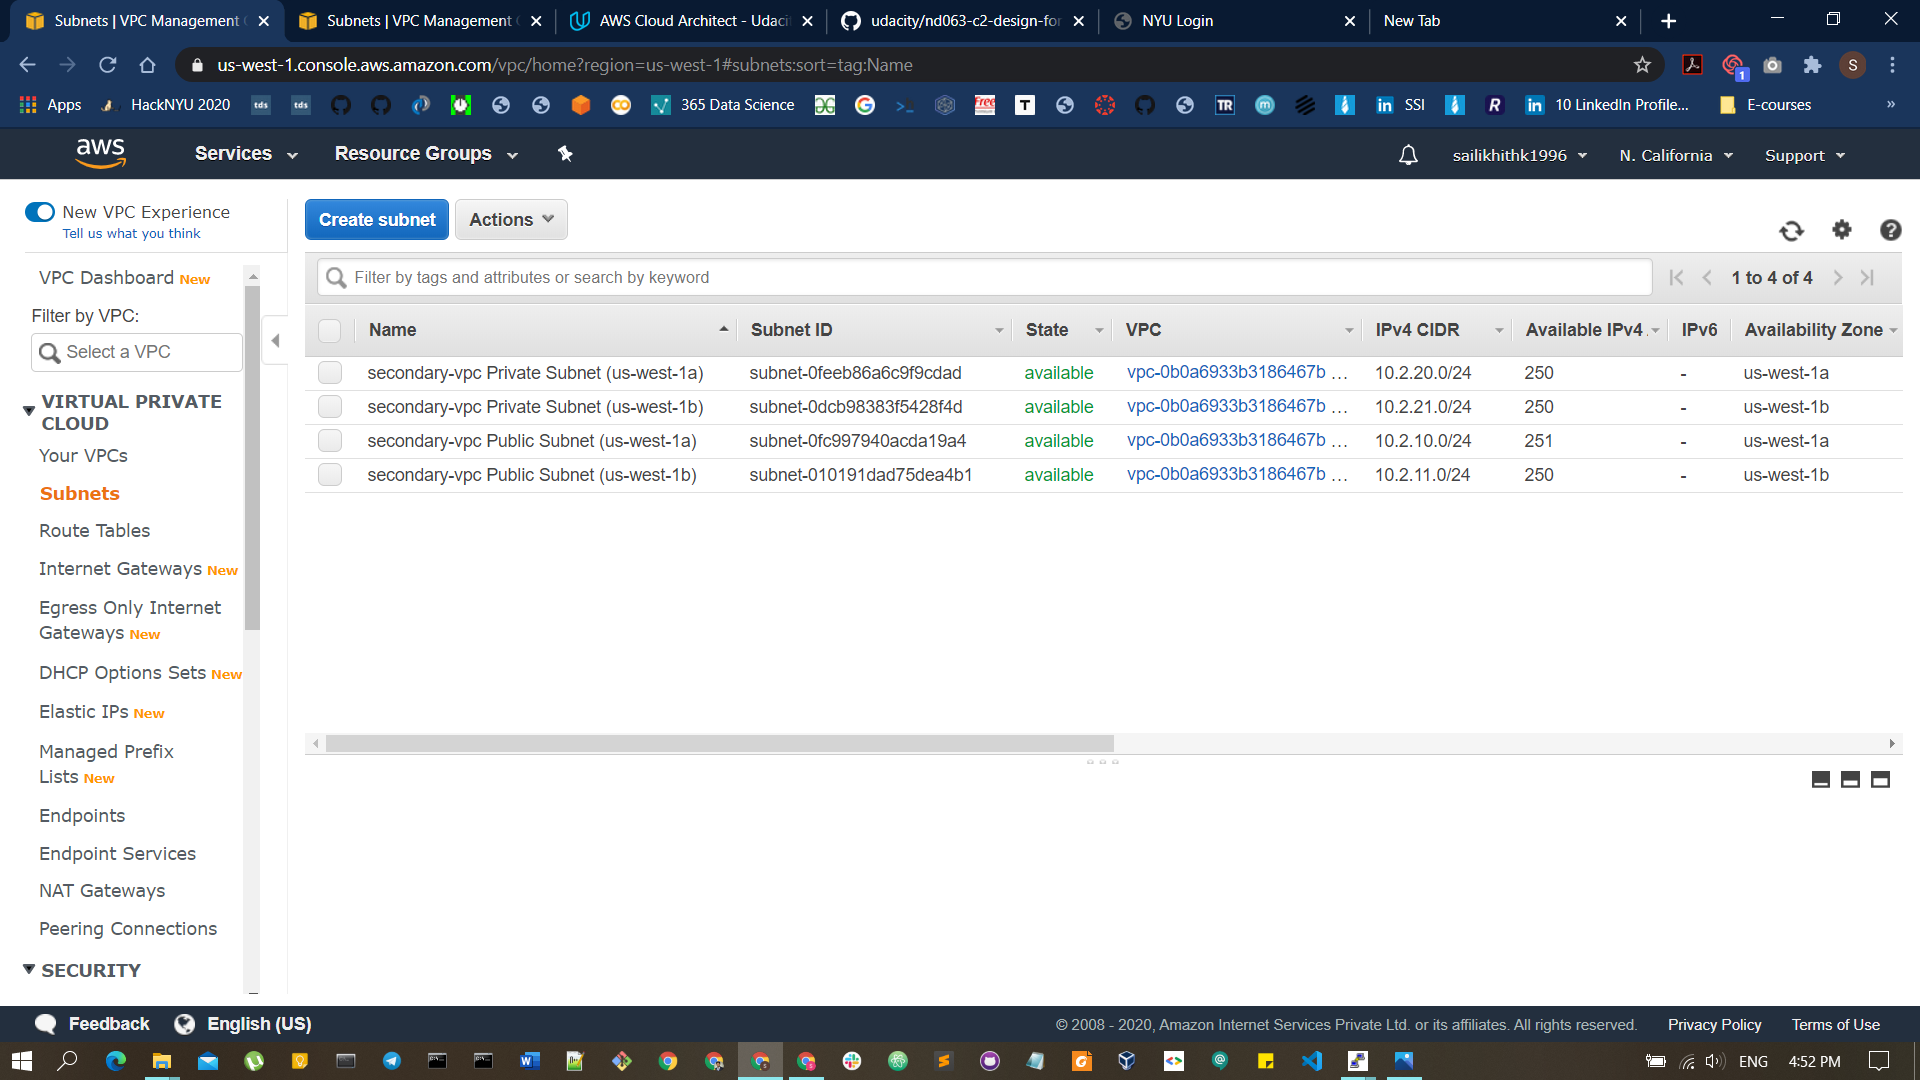 Subnets | VPC Management
Subnets | VPC Management
AWS Cloud Architect - Udaci
udacity/nd063-c2-design-for
NYU Login
New Tab
us-west-1.console.aws.amazon.com/vpc/home?region=us-west-1#subnets:sort=tag:Name
S
1
Apps
HackNYU 2020
tds
tds
365 Data Science
Free
T
TR
m
in SSI
R
in 10 LinkedIn Profile...
E-courses
»
aws
Services
Resource Groups
sailikhithk1996
N. California
Support
New VPC Experience
Tell us what you think
Create subnet
Actions
VPC Dashboard New
Filter by VPC:
Select a VPC
VIRTUAL PRIVATE
CLOUD
Your VPCs
Subnets
Route Tables
Internet Gateways New
Egress Only Internet
Gateways New
DHCP Options Sets New
Elastic IPs New
Managed Prefix
Lists New
Endpoints
Endpoint Services
NAT Gateways
Peering Connections
SECURITY
Filter by tags and attributes or search by keyword
1 to 4 of 4
Name Subnet ID State VPC IPv4 CIDR Available IPv4 IPv6 Availability Zone
secondary-vpc Private Subnet (us-west-1a) subnet-0feeb86a6c9f9cdad available vpc-0b0a6933b3186467b ... 10.2.20.0/24 250 - us-west-1a
secondary-vpc Private Subnet (us-west-1b) subnet-0dcb98383f5428f4d available vpc-0b0a6933b3186467b ... 10.2.21.0/24 250 - us-west-1b
secondary-vpc Public Subnet (us-west-1a) subnet-0fc997940acda19a4 available vpc-0b0a6933b3186467b ... 10.2.10.0/24 251 - us-west-1a
secondary-vpc Public Subnet (us-west-1b) subnet-010191dad75dea4b1 available vpc-0b0a6933b3186467b ... 10.2.11.0/24 250 - us-west-1b
Feedback
English (US)
© 2008 - 2020, Amazon Internet Services Private Ltd. or its affiliates. All rights reserved.
Privacy Policy
Terms of Use
ENG
4:52 PM